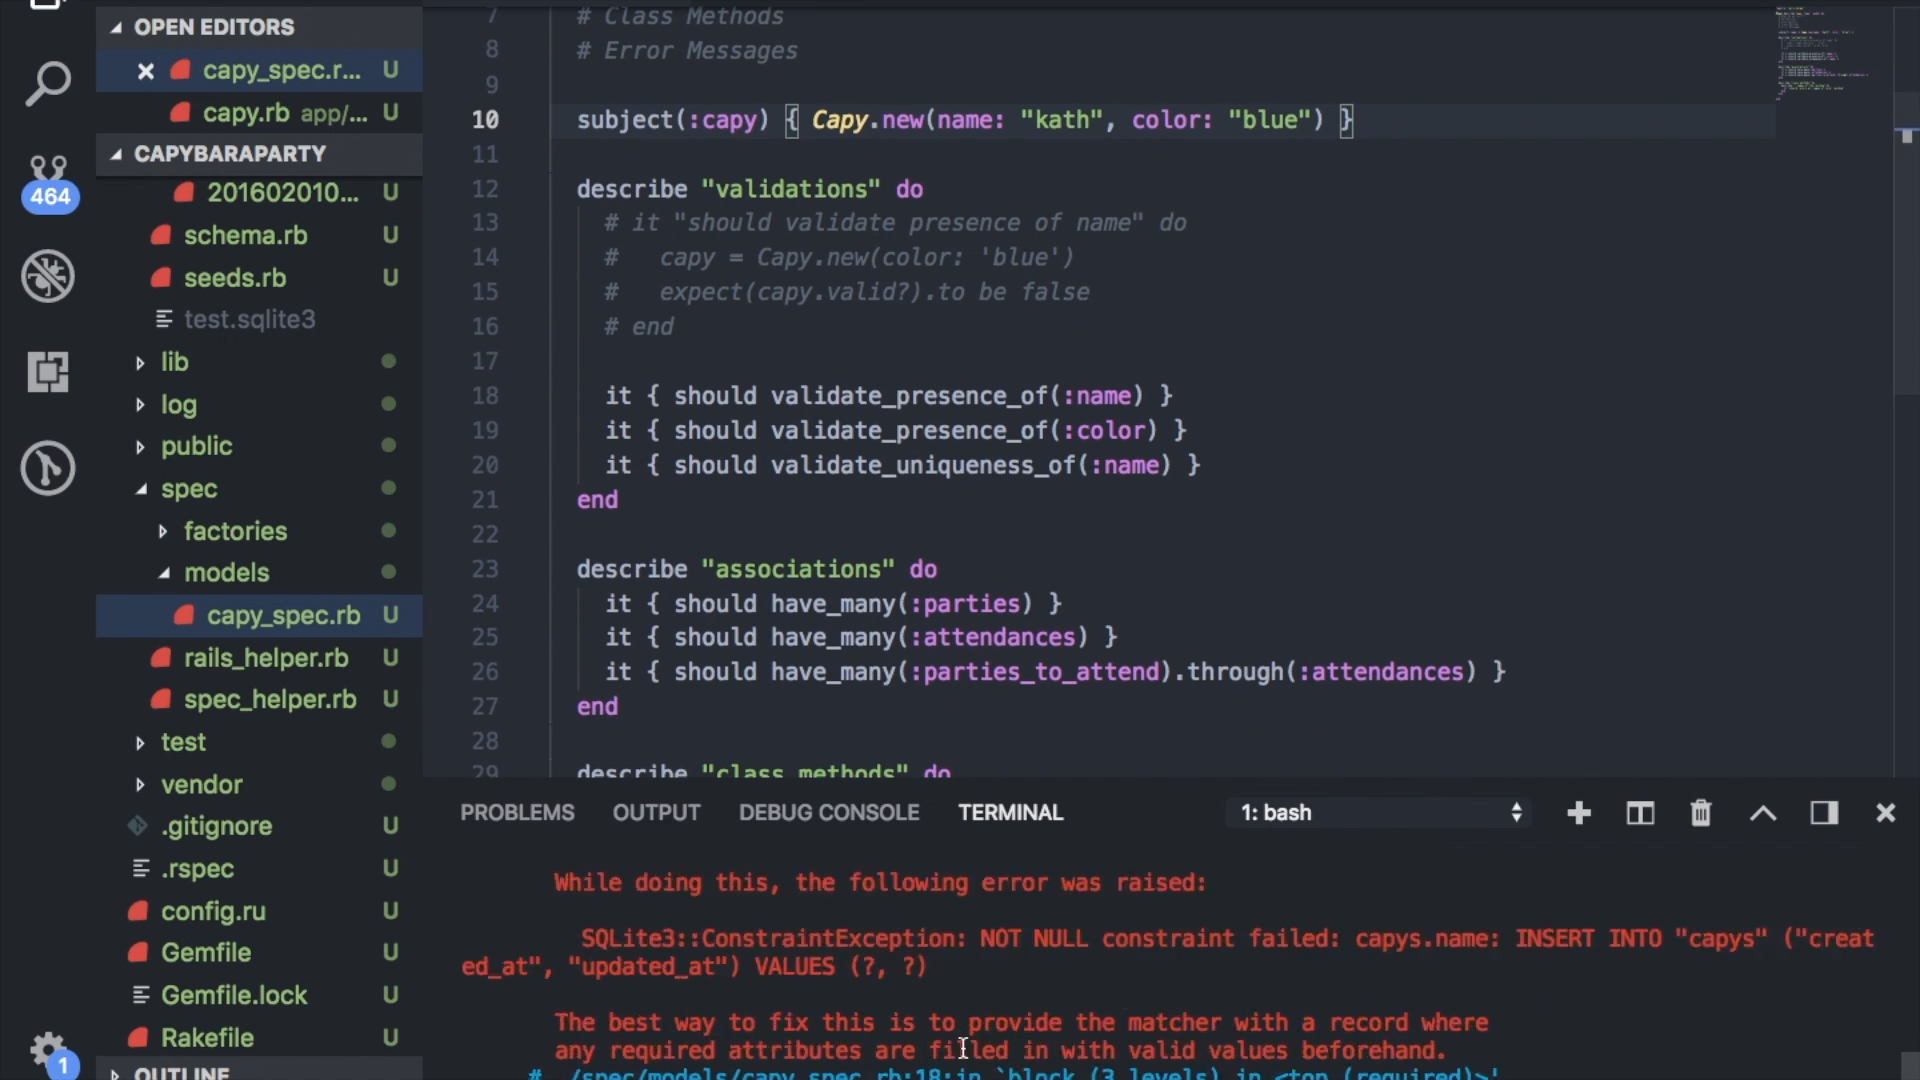 OPEN EDITORS
capy_spec.r... U
capy.rb app/... U
CAPYBARAPARTY
201602010... U
schema.rb U
seeds.rb U
test.sqlite3
lib
log
public
spec
factories
models
capy_spec.rb U
rails_helper.rb U
spec_helper.rb U
test
vendor
.gitignore U
.rspec U
config.ru U
Gemfile U
Gemfile.lock U
Rakefile U
OUTLINE
464
1
7 # Class Methods
8 # Error Messages
9
10 subject(:capy) { Capy.new(name: "kath", color: "blue") }
11
12 describe "validations" do
13 # it "should validate presence of name" do
14 # capy = Capy.new(color: 'blue')
15 # expect(capy.valid?).to be false
16 # end
17
18 it { should validate_presence_of(:name) }
19 it { should validate_presence_of(:color) }
20 it { should validate_uniqueness_of(:name) }
21 end
22
23 describe "associations" do
24 it { should have_many(:parties) }
25 it { should have_many(:attendances) }
26 it { should have_many(:parties_to_attend).through(:attendances) }
27 end
28
29 describe "class methods" do
PROBLEMS OUTPUT DEBUG CONSOLE TERMINAL 1: bash
While doing this, the following error was raised:
SQLite3::ConstraintException: NOT NULL constraint failed: capys.name: INSERT INTO "capys" ("creat
ed_at", "updated_at") VALUES (?, ?)
The best way to fix this is to provide the matcher with a record where
any required attributes are filled in with valid values beforehand.
# ./spec/models/capy_spec.rb:18:in `block (3 levels) in <top (required)>'